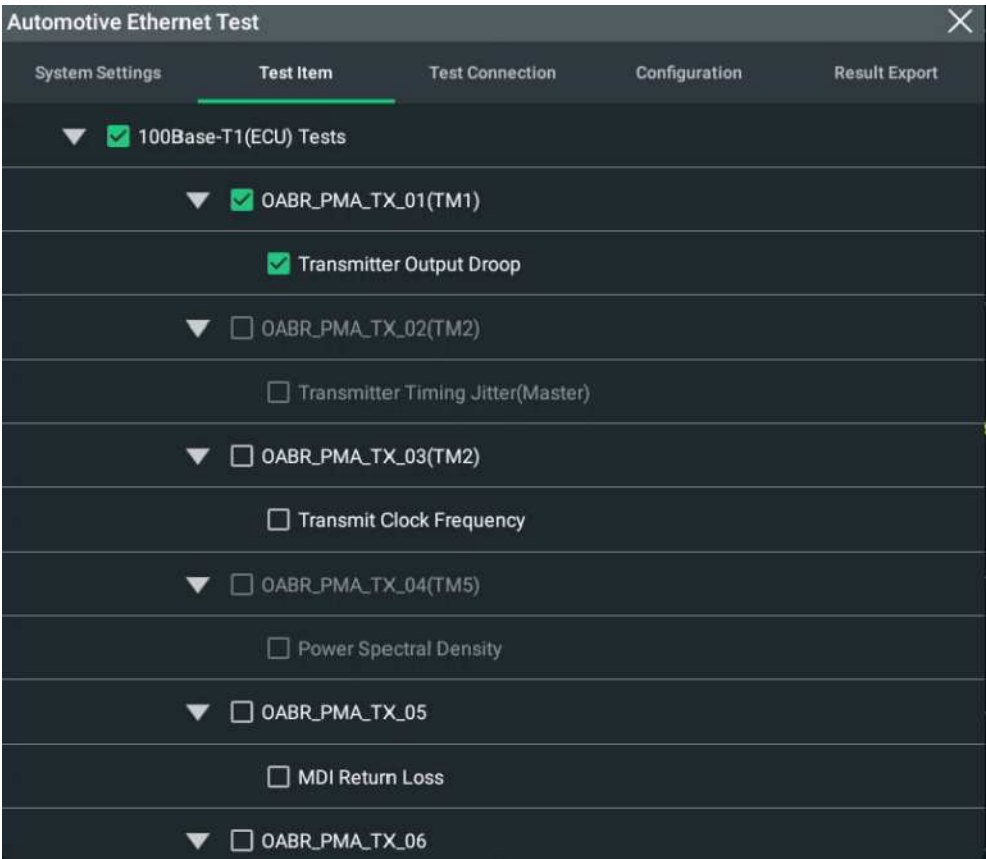 Automotive Ethernet Test
System Settings Test Item Test Connection Configuration Result Export
100Base-T1(ECU) Tests
OABR_PMA_TX_01(TM1)
Transmitter Output Droop
OABR_PMA_TX_02(TM2)
Transmitter Timing Jitter(Master)
OABR_PMA_TX_03(TM2)
Transmit Clock Frequency
OABR_PMA_TX_04(TM5)
Power Spectral Density
OABR_PMA_TX_05
MDI Return Loss
OABR_PMA_TX_06